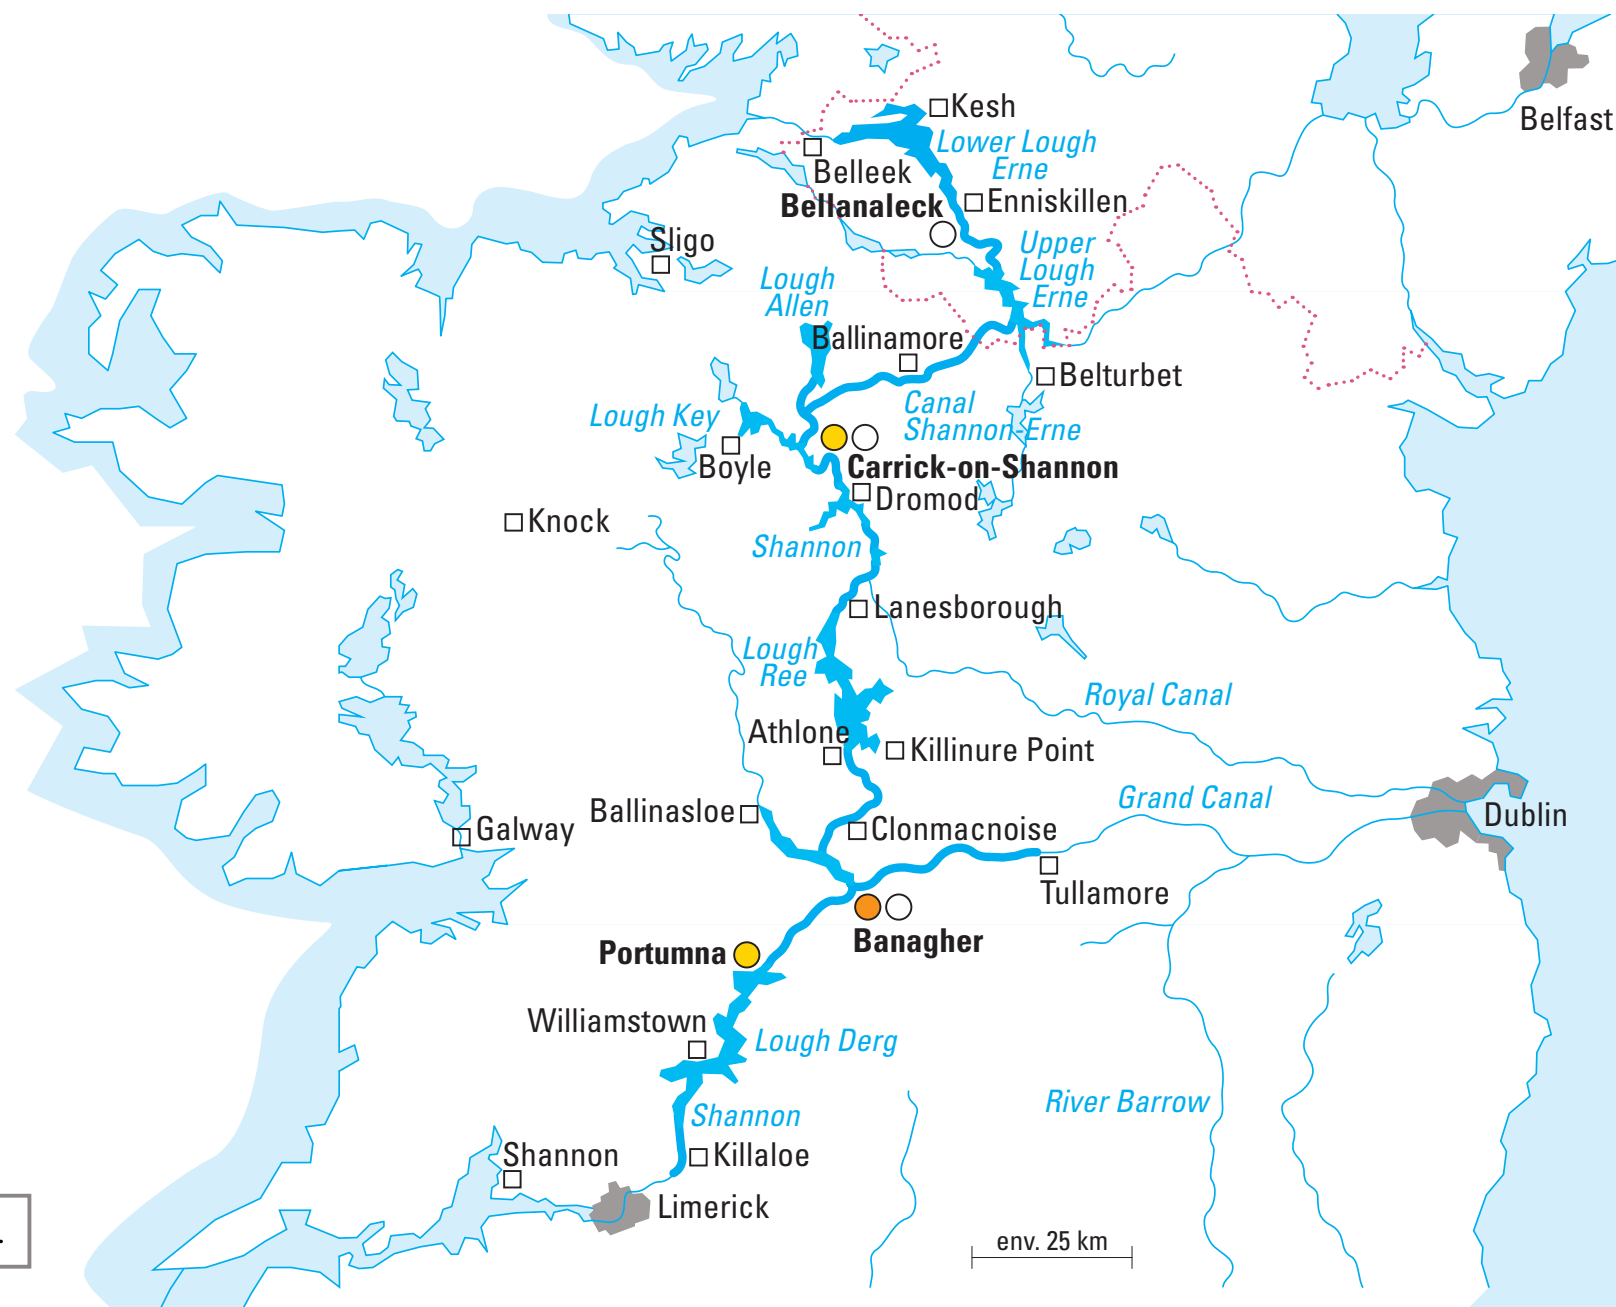 Kesh
Belfast
Lower Lough
Erne
Belleek
Bellanaleck
Enniskillen
Sligo
Upper
Lough
Erne
Lough
Allen
Ballinamore
Belturbet
Lough Key
Canal
Shannon-Erne
Boyle
Carrick-on-Shannon
Dromod
Knock
Shannon
Lanesborough
Lough
Ree
Royal Canal
Athlone
Killinure Point
Grand Canal
Ballinasloe
Dublin
Galway
Clonmacnoise
Tullamore
Banagher
Portumna
Williamstown
Lough Derg
River Barrow
Shannon
Shannon
Killaloe
Limerick
env. 25 km
.